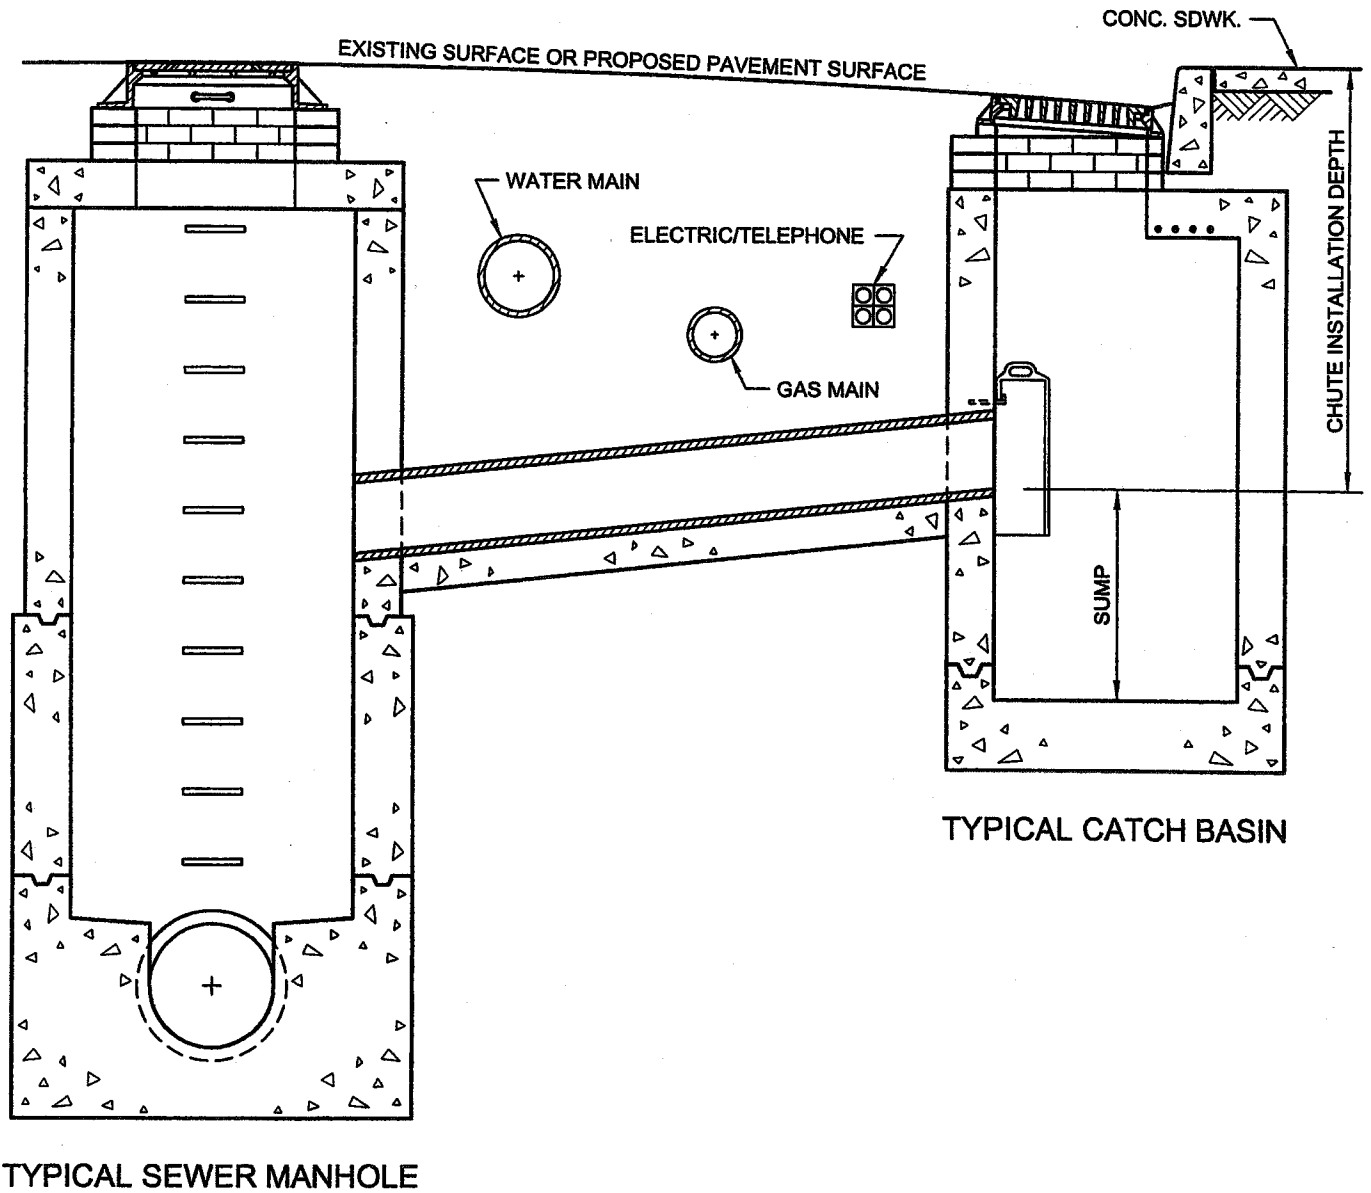 CONC. SDWK.
EXISTING SURFACE OR PROPOSED PAVEMENT SURFACE
WATER MAIN
ELECTRIC/TELEPHONE
GAS MAIN
CHUTE INSTALLATION DEPTH
SUMP
TYPICAL CATCH BASIN
TYPICAL SEWER MANHOLE